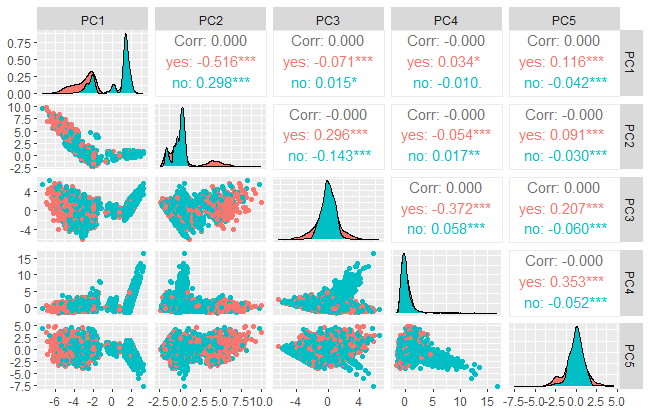 PC1 PC2 PC3 PC4 PC5
0.75
0.50
0.25
0.00
Corr: 0.000 Corr: 0.000 Corr: -0.000 Corr: 0.000
yes: -0.516*** yes: -0.071*** yes: 0.034* yes: 0.116***
no: 0.298*** no: 0.015* no: -0.010. no: -0.042***
PC1
10.0
7.5
5.0
2.5
0.0
-2.5
Corr: -0.000 Corr: -0.000 Corr: -0.000
yes: 0.296*** yes: -0.054*** yes: 0.091***
no: -0.143*** no: 0.017** no: -0.030***
PC2
4
0
-4
Corr: 0.000 Corr: 0.000
yes: -0.372*** yes: 0.207***
no: 0.058*** no: -0.060***
PC3
15
10
5
0
Corr: -0.000
yes: 0.353***
no: -0.052***
PC4
5.0
2.5
0.0
-2.5
-5.0
-7.5
PC5
-6 -4 -2 0 2 -2.5 0.0 2.5 5.0 7.5 10.0 -4 0 4 0 5 10 15 -7.5 -5.0 -2.5 0.0 2.5 5.0